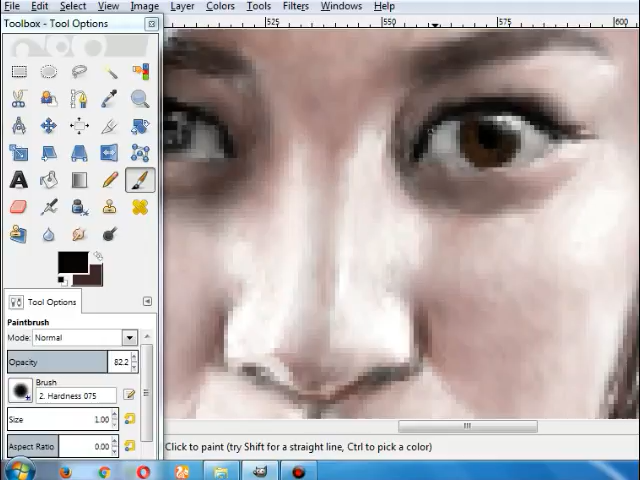 File Edit Select View Image Layer Colors Tools Filters Windows Help
Toolbox - Tool Options
525 550 575 600
Tool Options
Paintbrush
Mode: Normal
Opacity 82.2
Brush
2. Hardness 075
Size 1.00
Aspect Ratio 0.00
Click to paint (try Shift for a straight line, Ctrl to pick a color)